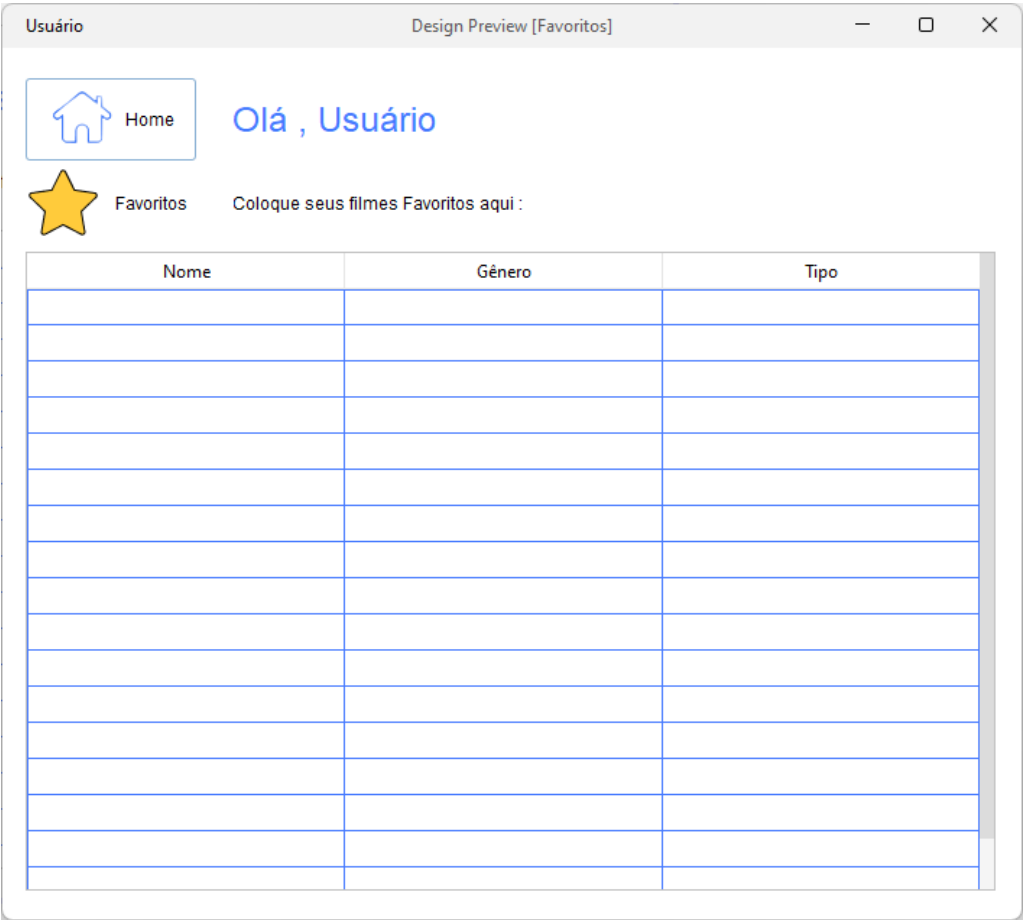 Usuário Design Preview [Favoritos]
Home Olá , Usuário
Favoritos Coloque seus filmes Favoritos aqui :
Nome Gênero Tipo